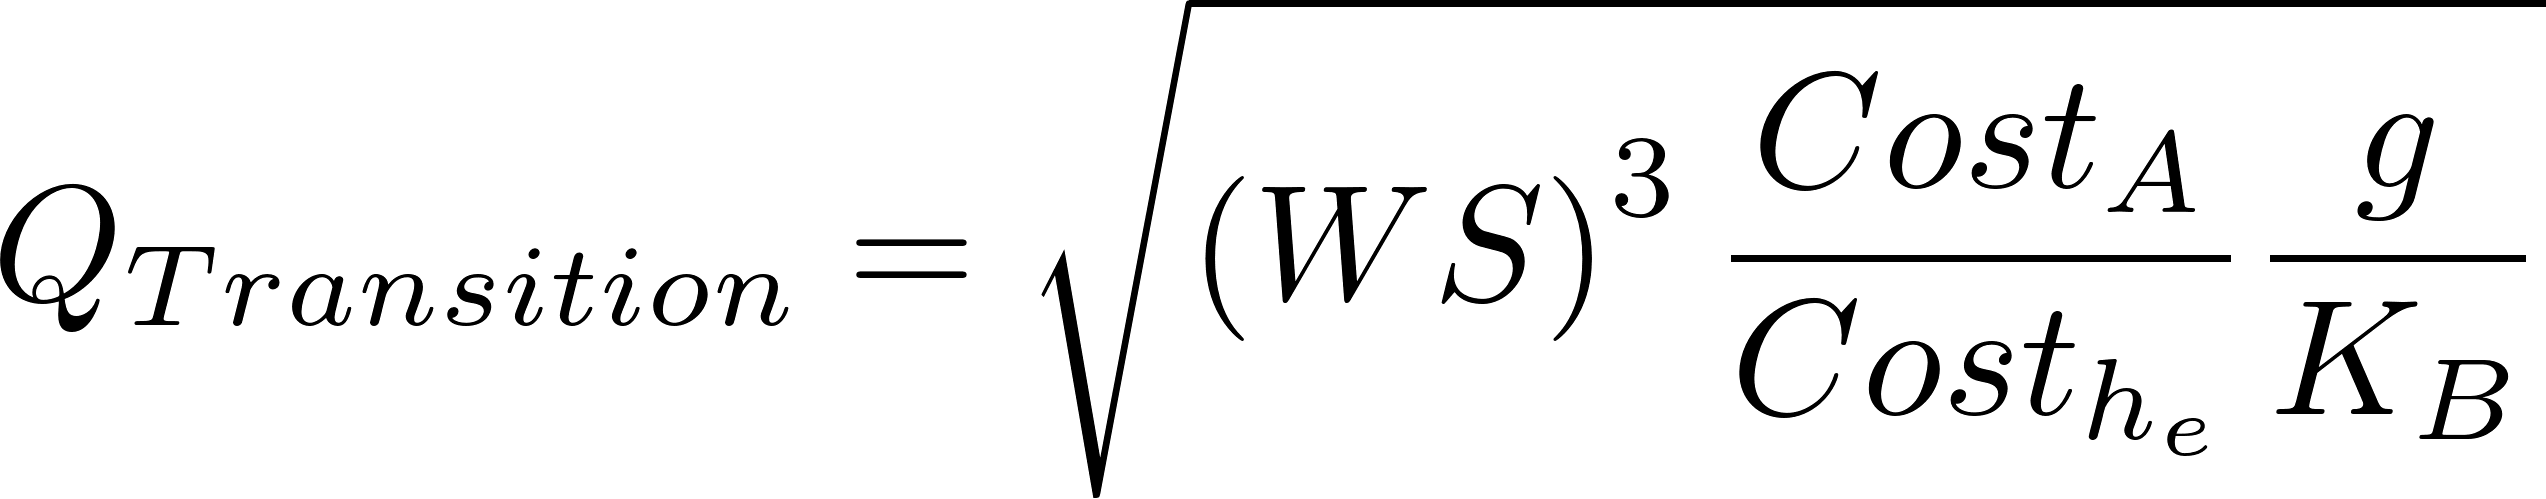 Q_{Transition} = \sqrt{(WS)^3 \frac{Cost_A}{Cost_{h_e}} \frac{g}{K_B}}